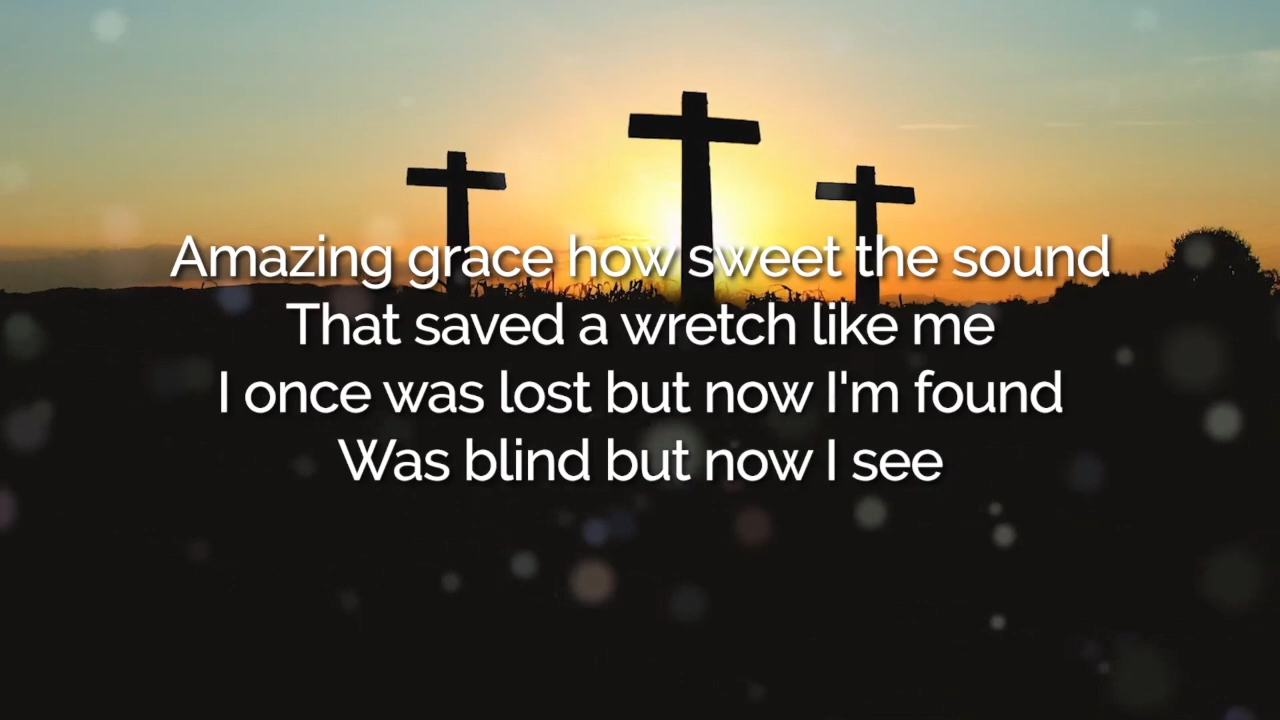 Amazing grace how sweet the sound
That saved a wretch like me
I once was lost but now I'm found
Was blind but now I see